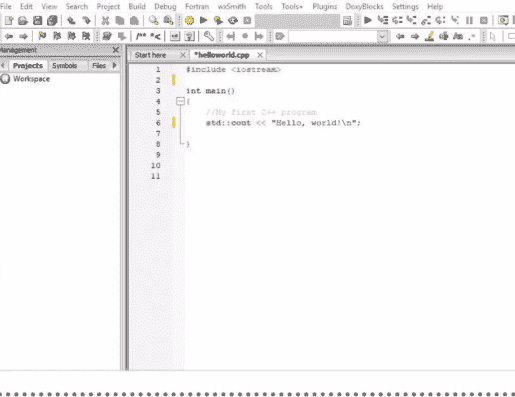 File Edit View Search Project Build Debug Fortran wxSmith Tools Tools+ Plugins DoxyBlocks Settings Help
/** *<
Management
Projects Symbols Files
Workspace
Start here *helloworld.cpp
1 #include <iostream>
2
3 int main()
4 {
5 //My first C++ program
6 std::cout << "Hello, world!\n";
7
8 }
9
10
11